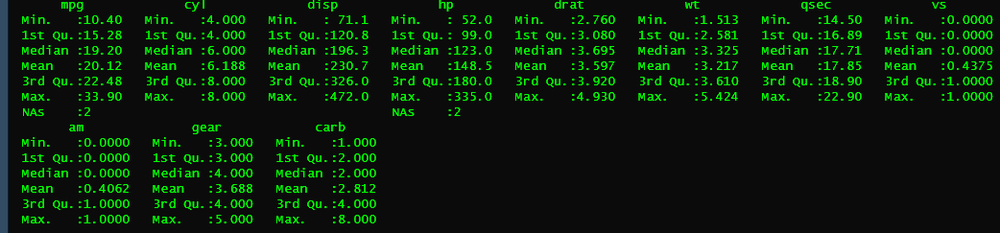 mpg cyl disp hp drat wt qsec vs
Min. :10.40 Min. :4.000 Min. : 71.1 Min. : 52.0 Min. :2.760 Min. :1.513 Min. :14.50 Min. :0.0000
1st Qu.:15.28 1st Qu.:4.000 1st Qu.:120.8 1st Qu.: 99.0 1st Qu.:3.080 1st Qu.:2.581 1st Qu.:16.89 1st Qu.:0.0000
Median :19.20 Median :6.000 Median :196.3 Median :123.0 Median :3.695 Median :3.325 Median :17.71 Median :0.0000
Mean :20.12 Mean :6.188 Mean :230.7 Mean :148.5 Mean :3.597 Mean :3.217 Mean :17.85 Mean :0.4375
3rd Qu.:22.48 3rd Qu.:8.000 3rd Qu.:326.0 3rd Qu.:180.0 3rd Qu.:3.920 3rd Qu.:3.610 3rd Qu.:18.90 3rd Qu.:1.0000
Max. :33.90 Max. :8.000 Max. :472.0 Max. :335.0 Max. :4.930 Max. :5.424 Max. :22.90 Max. :1.0000
NAs :2 NAs :2
am gear carb
Min. :0.0000 Min. :3.000 Min. :1.000
1st Qu.:0.0000 1st Qu.:3.000 1st Qu.:2.000
Median :0.0000 Median :4.000 Median :2.000
Mean :0.4062 Mean :3.688 Mean :2.812
3rd Qu.:1.0000 3rd Qu.:4.000 3rd Qu.:4.000
Max. :1.0000 Max. :5.000 Max. :8.000